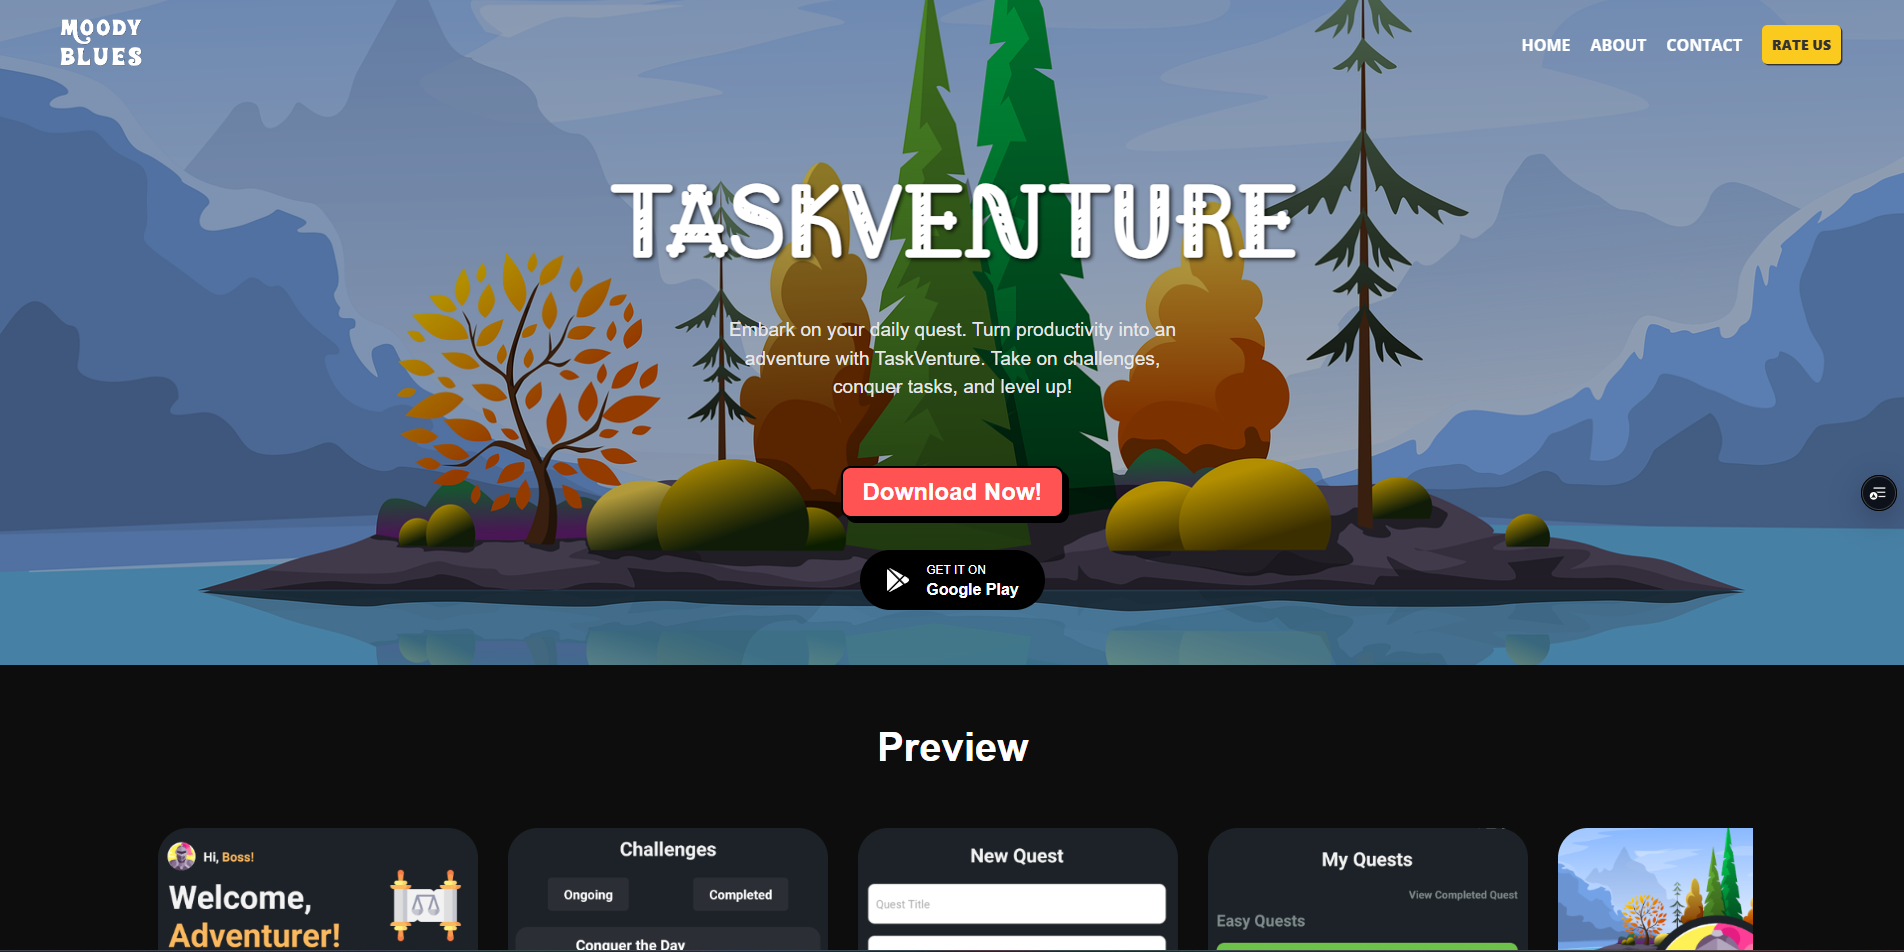 MOODY
BLUES
HOME ABOUT CONTACT RATE US
TASKVENTURE
Embark on your daily quest. Turn productivity into an
adventure with TaskVenture. Take on challenges,
conquer tasks, and level up!
Download Now!
GET IT ON
Google Play
Preview
Hi, Boss!
Welcome,
Adventurer!
Challenges
Ongoing Completed
Conquer the Day
New Quest
Quest Title
My Quests
View Completed Quest
Easy Quests